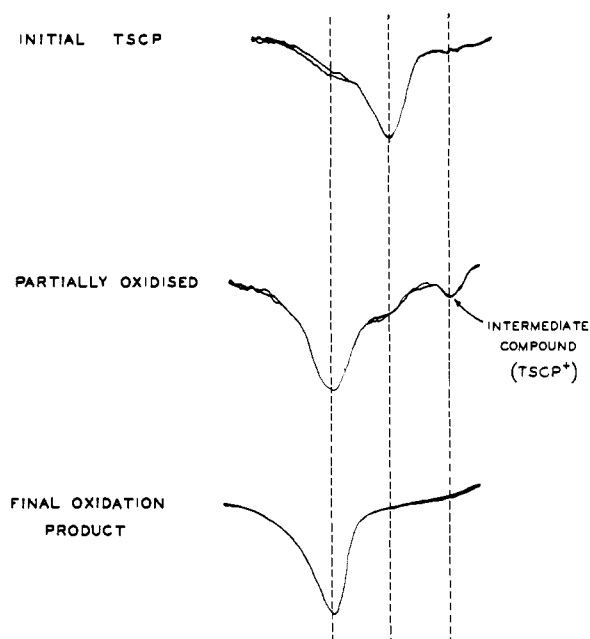 INITIAL TSCP
PARTIALLY OXIDISED
INTERMEDIATE
COMPOUND
(TSCP+)
FINAL OXIDATION
PRODUCT